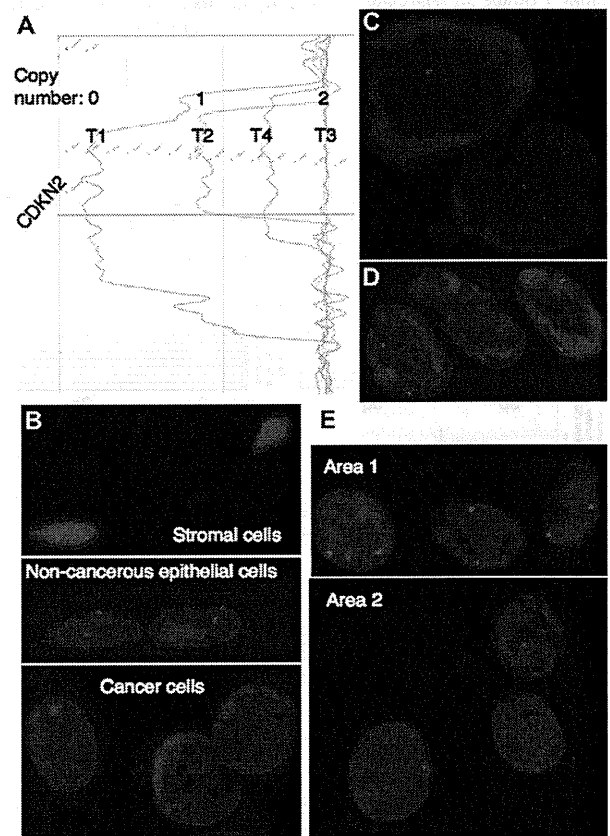 A
Copy
number: 0
1
2
T1
T2
T4
T3
CDKN2
B
Stromal cells
Non-cancerous epithelial cells
Cancer cells
C
D
E
Area 1
Area 2